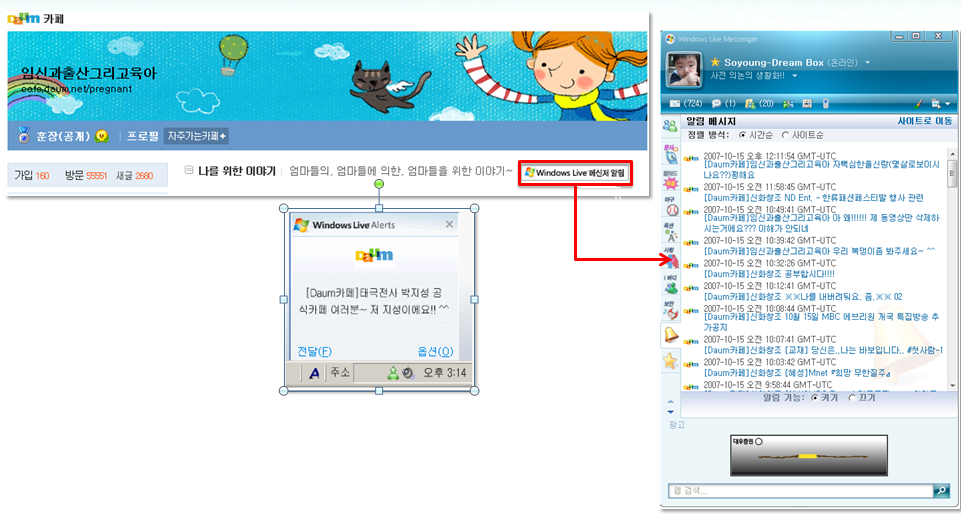 Daum 카페
임신과출산그리고육아
cafe.daum.net/pregnant
훈장(공개) | 프로필 자주가는카페+
가입 160 방문 55551 새글 2680
나를 위한 이야기 | 엄마들의, 엄마들에 의한, 엄마들을 위한 이야기~ Windows Live 메신저 알림
Windows Live Alerts
Daum
[Daum카페]태극전사 박지성 공
식카페 여러분~ 저 지성이에요!! ^^
전달(F) 옵션(O)
A 주소 오후 3:14
Windows Live Messenger
Soyoung-Dream Box (온라인)
사전 의논의 생활화!!
(724) (1) (20)
알림 메시지 사이트로 이동
정렬 방식: 시간순 사이트순
2007-10-15 오후 12:11:54 GMT-UTC
[Daum카페]임신과출산그리고육아 자백심한출산랑(몇살로보이시
나요??)평해요
2007-10-15 오전 11:58:45 GMT-UTC
[Daum카페]신화창조 ND Ent. - 한류패션페스티발 행사 관련
2007-10-15 오전 10:49:41 GMT-UTC
[Daum카페]임신과출산그리고육아 아 왜!!!!!! 제 동영상만 삭제하
시는거에요??? 이해가 안되네
2007-10-15 오전 10:39:42 GMT-UTC
[Daum카페]임신과출산그리고육아 우리 복덩이좀 봐주세요~ ^^
2007-10-15 오전 10:32:26 GMT-UTC
[Daum카페]신화창조 공부합시다!!!!
2007-10-15 오전 10:12:41 GMT-UTC
[Daum카페]신화창조 ※※나를 내버려둬요. 좀.※※ 02
2007-10-15 오전 10:08:44 GMT-UTC
[Daum카페]신화창조 10월 15일 MBC 에브리원 개국 특집방송 추
가공지
2007-10-15 오전 10:07:41 GMT-UTC
[Daum카페]신화창조 [교재] 당신은..나는 바보입니다.. #첫사랑-1
2007-10-15 오전 10:03:42 GMT-UTC
[Daum카페]신화창조 [혜성]Mnet 『희망 무한질주』
2007-10-15 오전 9:58:44 GMT-UTC
알림 기능: 켜기 끄기
광고
대우증권
웹 검색...